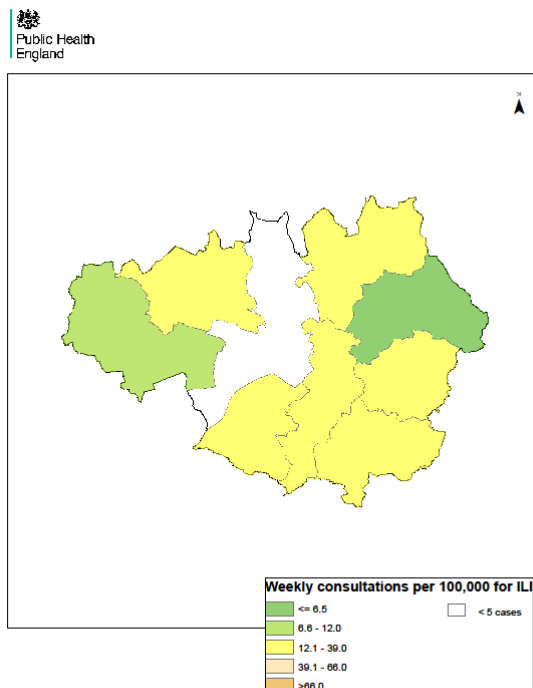 Public Health
England
Weekly consultations per 100,000 for ILI
<= 6.5
< 5 cases
6.6 - 12.0
12.1 - 39.0
39.1 - 66.0
>66.0